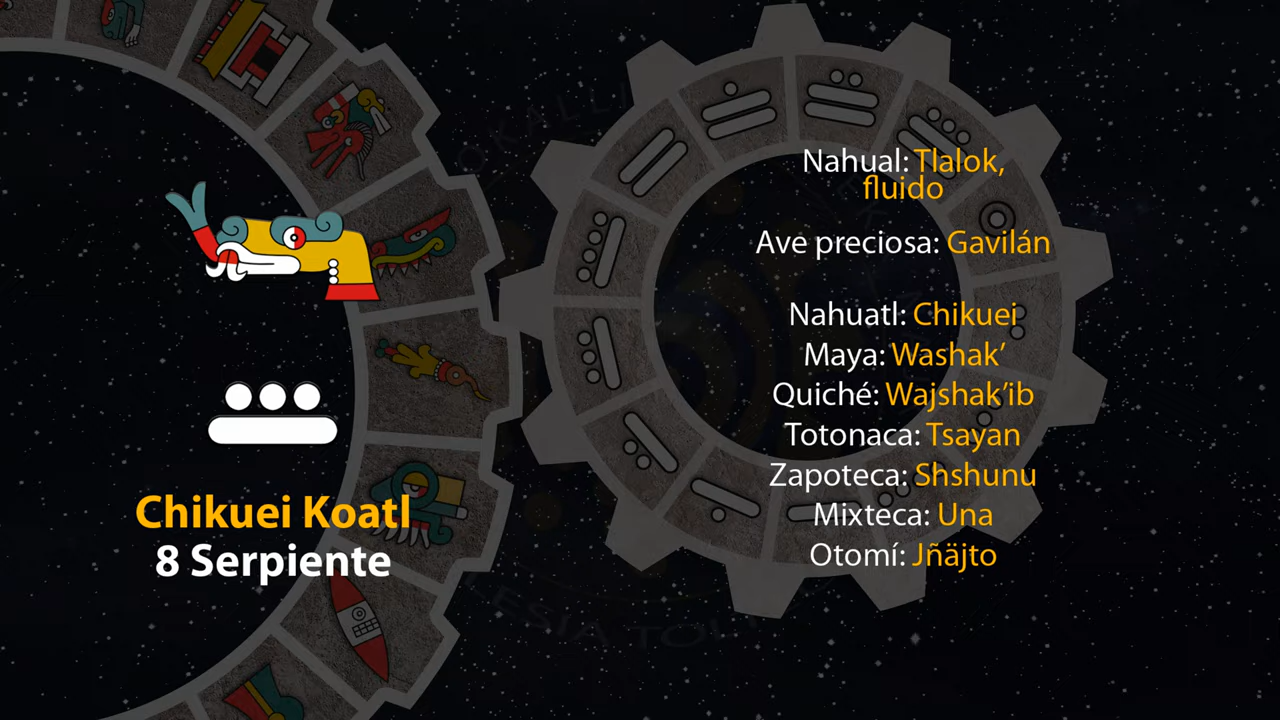 Chikuei Koatl
8 Serpiente
Nahual: Tlalok,
fluido
Ave preciosa: Gavilán
Nahuatl: Chikuei
Maya: Washak’
Quiché: Wajshak’ib
Totonaca: Tsayan
Zapoteca: Shshunu
Mixteca: Una
Otomí: Jñäjto